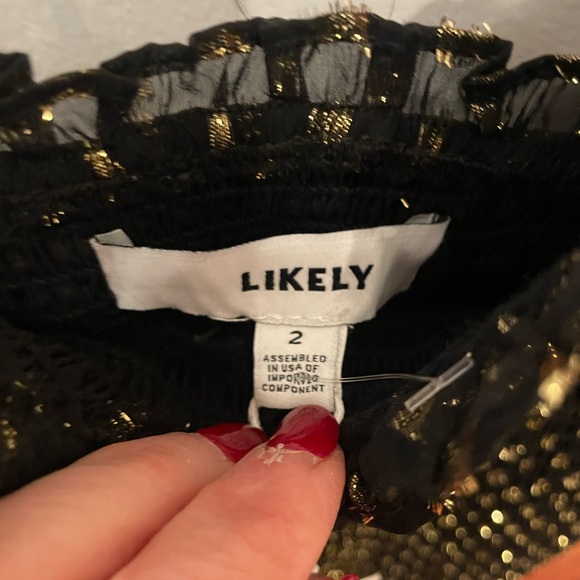 LIKELY
2
ASSEMBLED
IN USA OF
COMPONENT